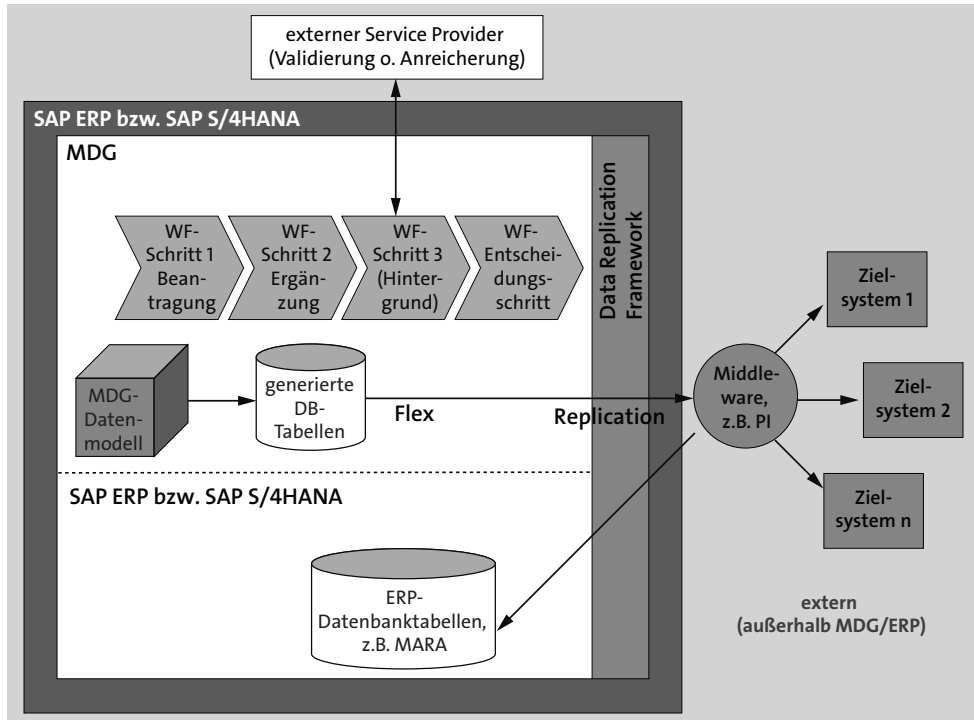 externer Service Provider
(Validierung o. Anreicherung)
SAP ERP bzw. SAP S/4HANA
MDG
WF-
Schritt 1
Bean-
tragung
WF-
Schritt 2
Ergän-
zung
WF-
Schritt 3
(Hinter-
grund)
WF-
Entschei-
dungs-
schritt
Data Replication
Framework
MDG-
Daten-
modell
generierte
DB-
Tabellen
Flex
Replication
Middle-
ware,
z.B. PI
Ziel-
system 1
Ziel-
system 2
Ziel-
system n
SAP ERP bzw. SAP S/4HANA
ERP-
Datenbanktabellen,
z.B. MARA
extern
(außerhalb MDG/ERP)